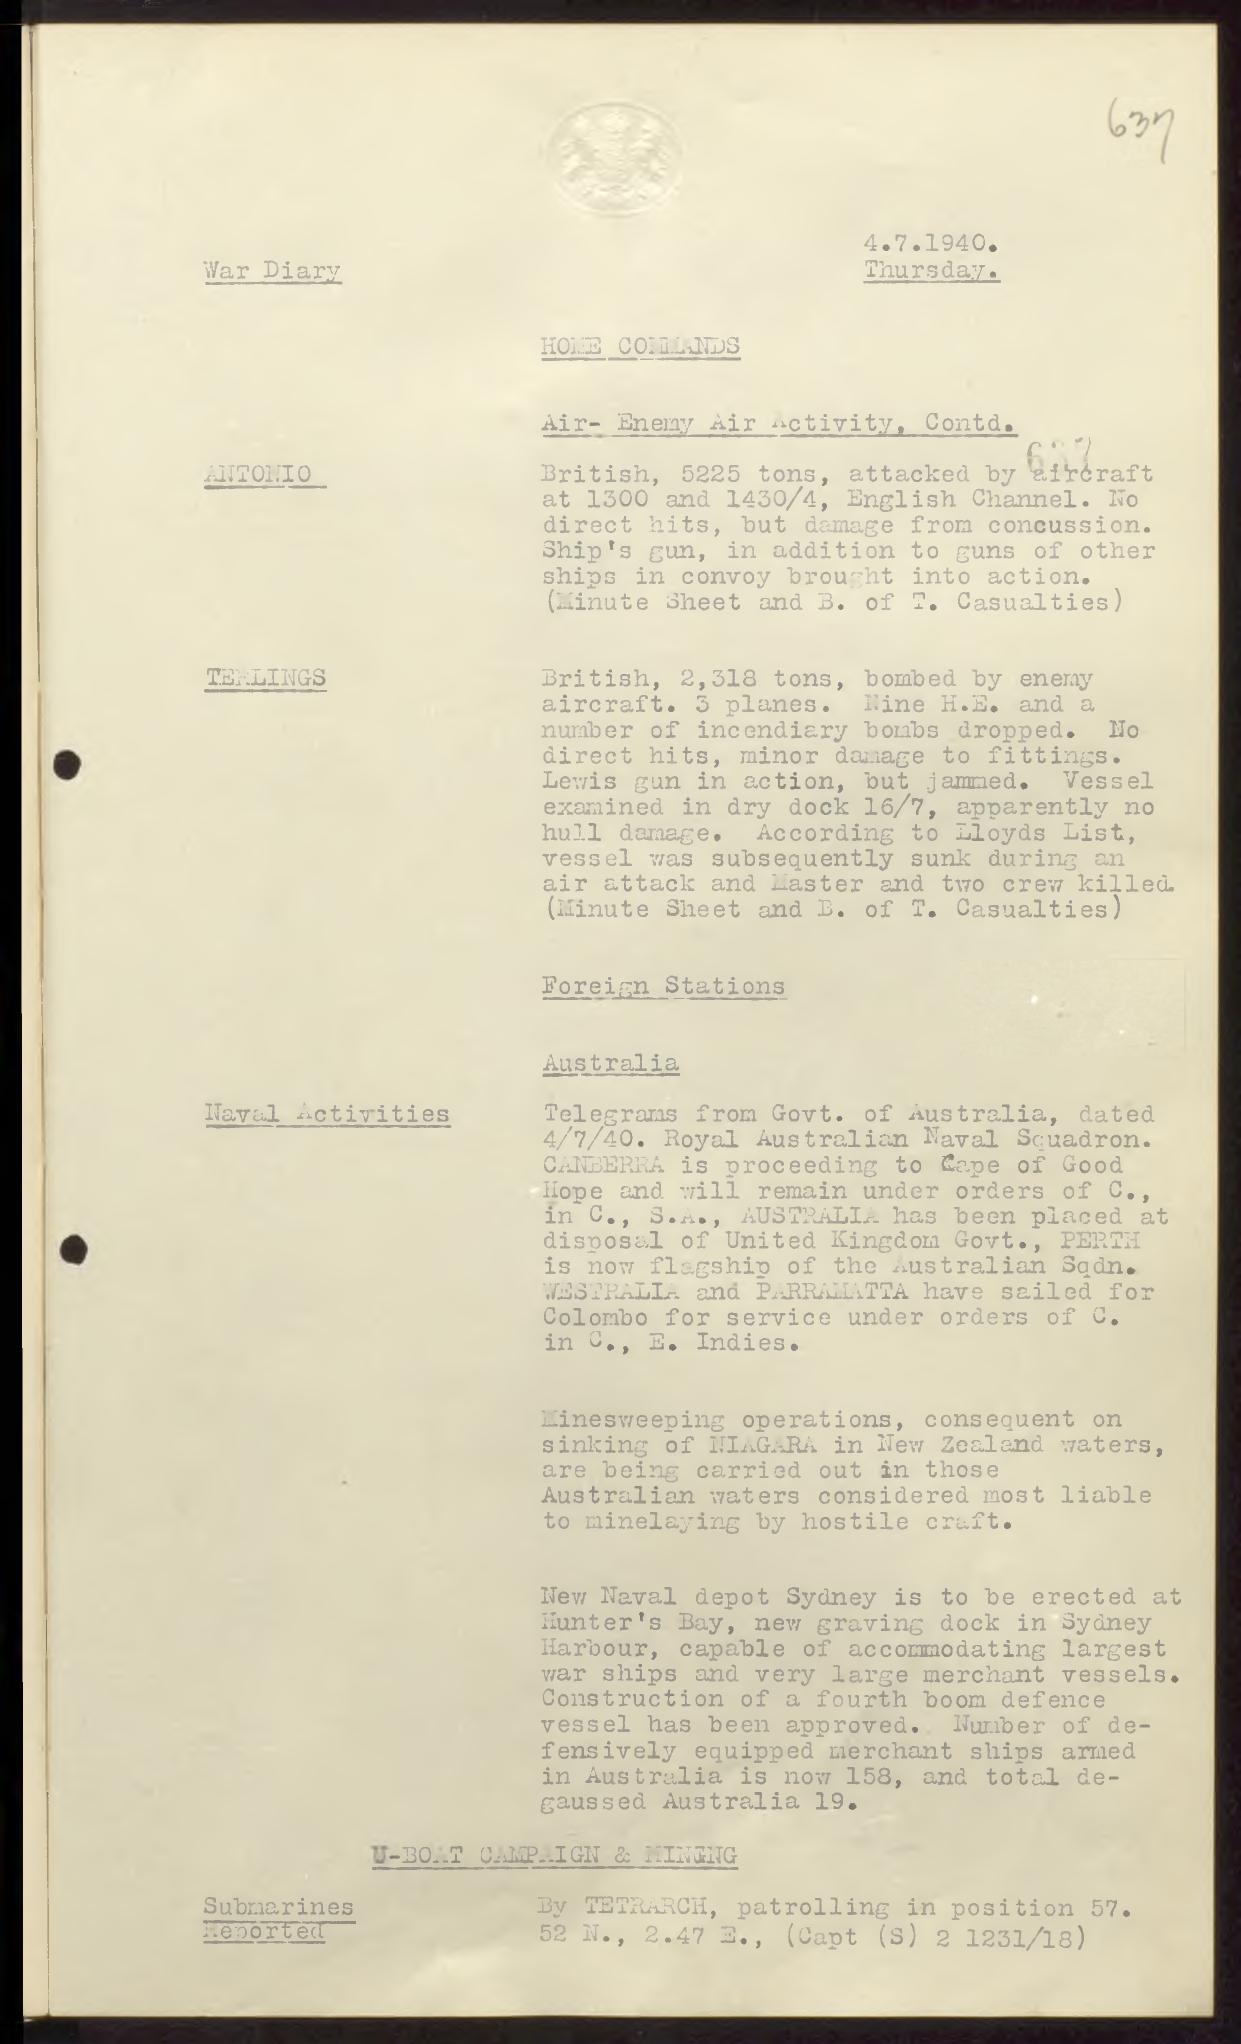 637
4.7.1940.
War Diary
Thursday.
HOME COMMANDS
Air- Enemy Air Activity, Contd.
637
ANTONIO
British, 5225 tons, attacked by aircraft
at 1300 and 1430/4, English Channel. No
direct hits, but damage from concussion.
Ship's gun, in addition to guns of other
ships in convoy brought into action.
(Minute Sheet and B. of T. Casualties)
TERLINGS
British, 2,318 tons, bombed by enemy
aircraft. 3 planes. Nine H.E. and a
number of incendiary bombs dropped. No
direct hits, minor damage to fittings.
Lewis gun in action, but jammed. Vessel
examined in dry dock 16/7, apparently no
hull damage. According to Lloyds List,
vessel was subsequently sunk during an
air attack and Master and two crew killed.
(Minute Sheet and B. of T. Casualties)
Foreign Stations
Australia
Naval Activities
Telegrams from Govt. of Australia, dated
4/7/40. Royal Australian Naval Squadron.
CANBERRA is proceeding to Cape of Good
Hope and will remain under orders of C.,
in C., S.A., AUSTRALIA has been placed at
disposal of United Kingdom Govt., PERTH
is now flagship of the Australian Sqdn.
WESTRALIA and PARRAMATTA have sailed for
Colombo for service under orders of C.
in C., E. Indies.
Minesweeping operations, consequent on
sinking of NIAGARA in New Zealand waters,
are being carried out in those
Australian waters considered most liable
to minelaying by hostile craft.
New Naval depot Sydney is to be erected at
Hunter's Bay, new graving dock in Sydney
Harbour, capable of accommodating largest
war ships and very large merchant vessels.
Construction of a fourth boom defence
vessel has been approved. Number of de-
fensively equipped merchant ships armed
in Australia is now 158, and total de-
gaussed Australia 19.
U-BOAT CAMPAIGN & MINING
Submarines
Reported
By TETRARCH, patrolling in position 57.
52 N., 2.47 E., (Capt (S) 2 1231/18)